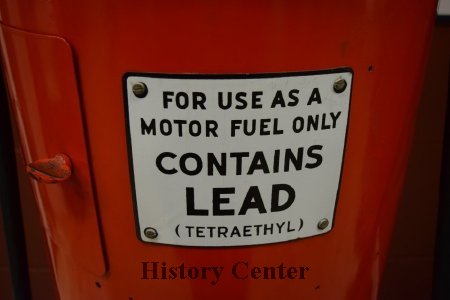 FOR USE AS A
MOTOR FUEL ONLY
CONTAINS
LEAD
(TETRAETHYL)
History Center